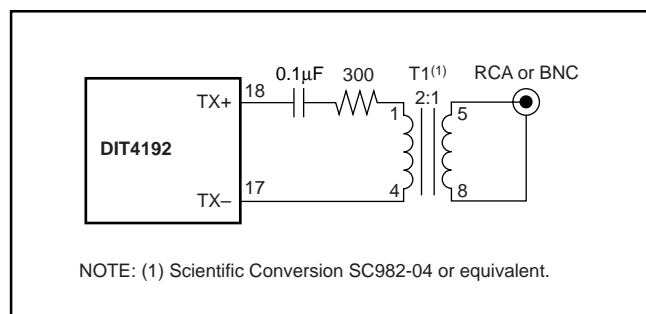 0.1µF 300 T1(1) RCA or BNC
2:1
TX+ 18 1 5
DIT4192
TX– 17 4 8
NOTE: (1) Scientific Conversion SC982-04 or equivalent.